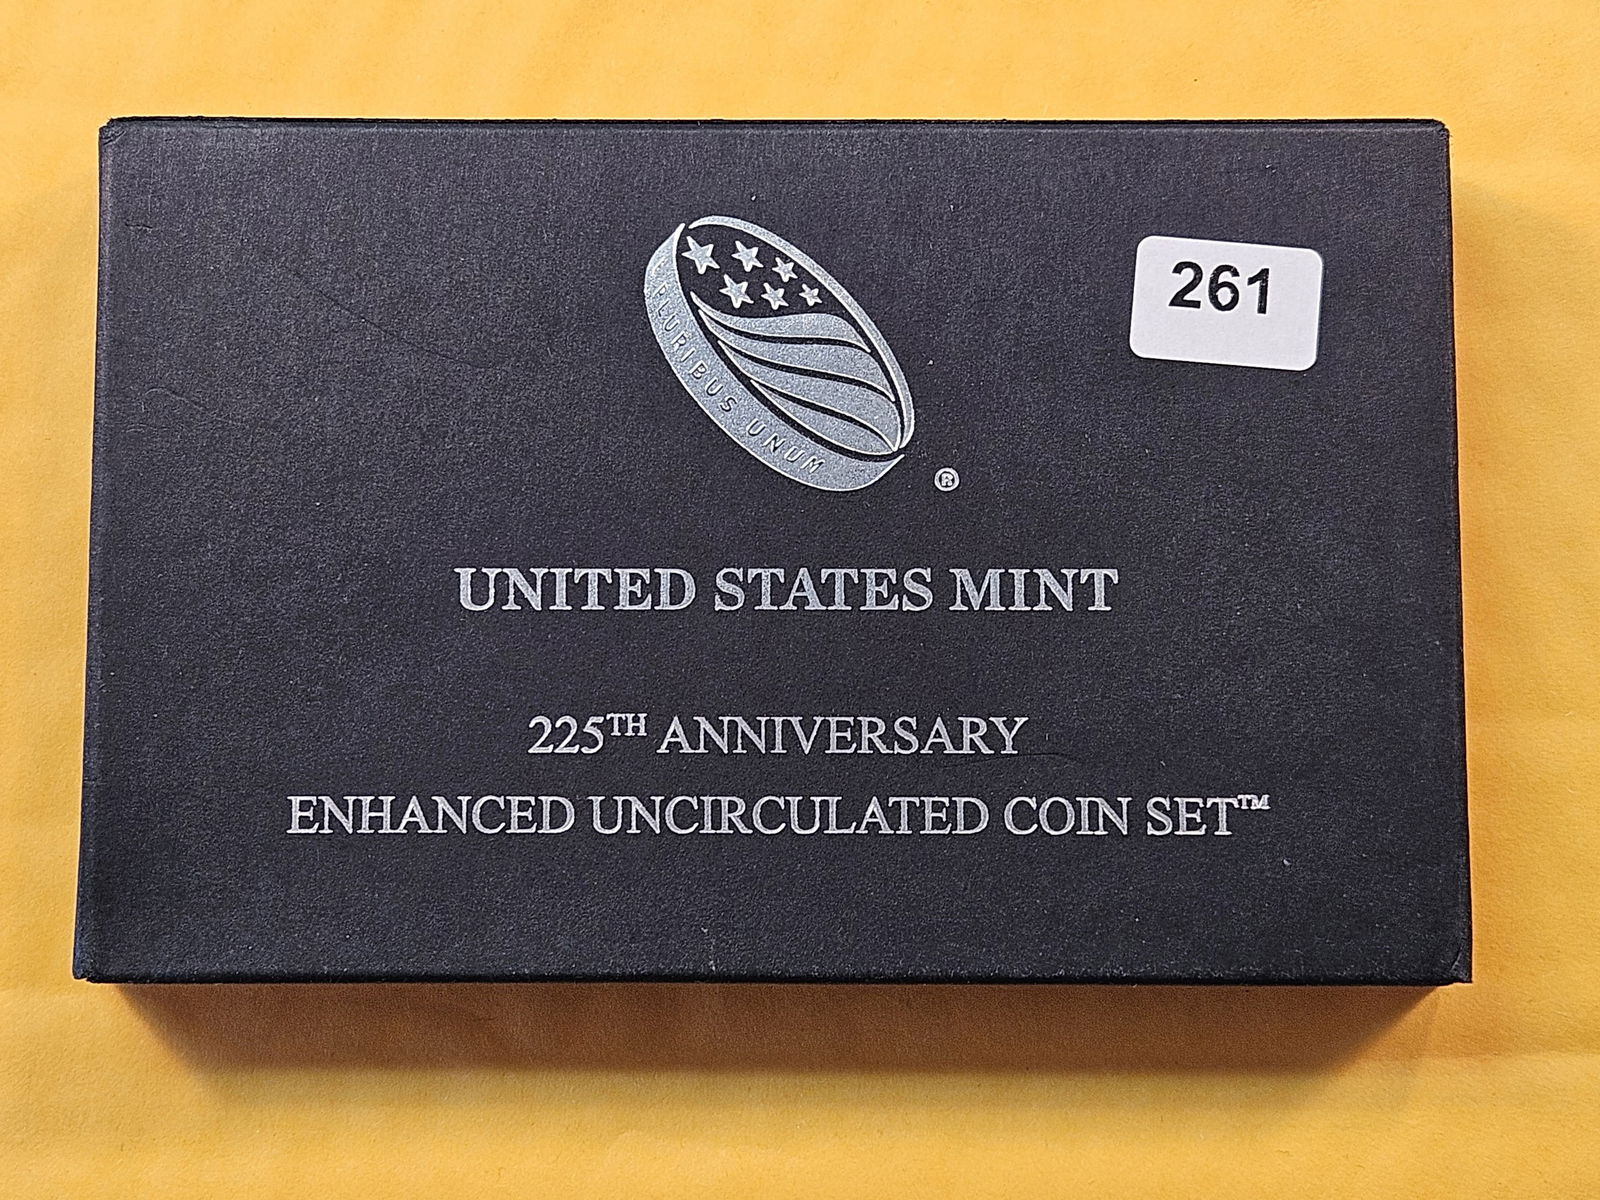 261
PLURIBUS UNUM
®
UNITED STATES MINT
225TH ANNIVERSARY
ENHANCED UNCIRCULATED COIN SET™